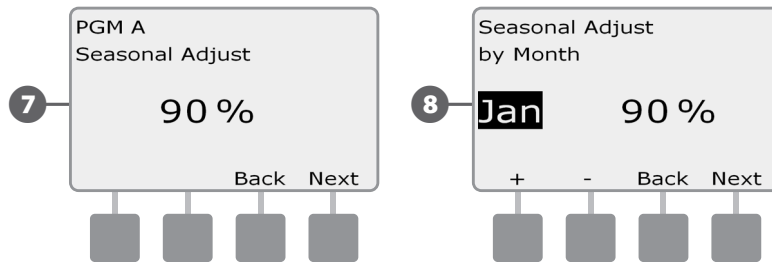 7
PGM A
Seasonal Adjust
90 %
Back Next
8
Seasonal Adjust
by Month
Jan 90 %
+ - Back Next